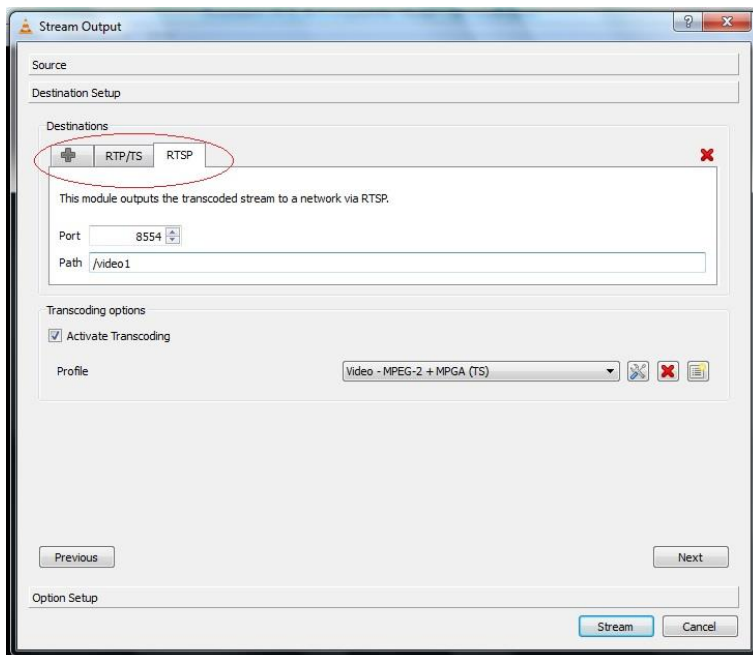 Stream Output
Source
Destination Setup
Destinations
RTP/TS RTSP
This module outputs the transcoded stream to a network via RTSP.
Port 8554
Path /video1
Transcoding options
Activate Transcoding
Profile Video - MPEG-2 + MPGA (TS)
Previous Next
Option Setup
Stream Cancel